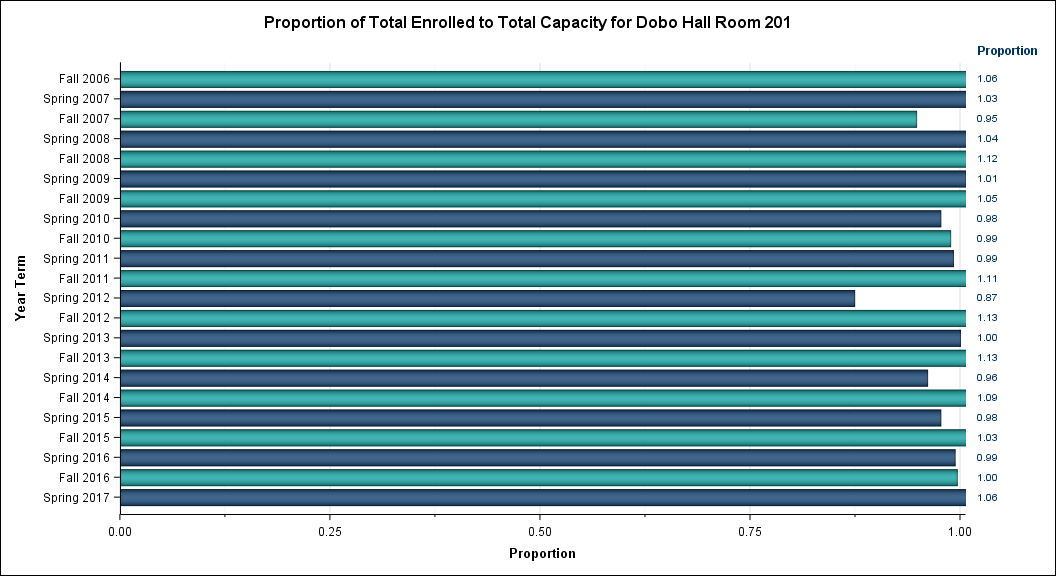 Proportion of Total Enrolled to Total Capacity for Dobo Hall Room 201
Proportion
Fall 2006 1.06
Spring 2007 1.03
Fall 2007 0.95
Spring 2008 1.04
Fall 2008 1.12
Spring 2009 1.01
Fall 2009 1.05
Spring 2010 0.98
Fall 2010 0.99
Spring 2011 0.99
Fall 2011 1.11
Spring 2012 0.87
Fall 2012 1.13
Spring 2013 1.00
Fall 2013 1.13
Spring 2014 0.96
Fall 2014 1.09
Spring 2015 0.98
Fall 2015 1.03
Spring 2016 0.99
Fall 2016 1.00
Spring 2017 1.06
Year Term
0.00 0.25 0.50 0.75 1.00
Proportion